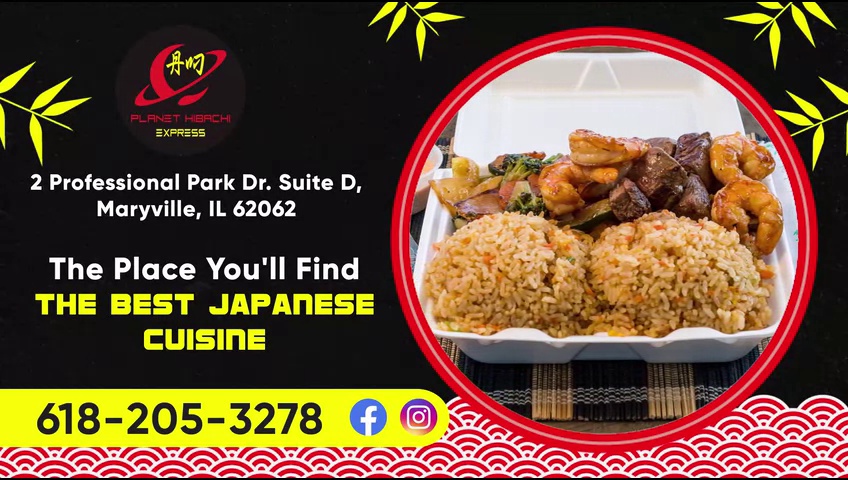 丹叼
PLANET HIBACHI
EXPRESS
2 Professional Park Dr. Suite D,
Maryville, IL 62062
The Place You'll Find
THE BEST JAPANESE
CUISINE
618-205-3278